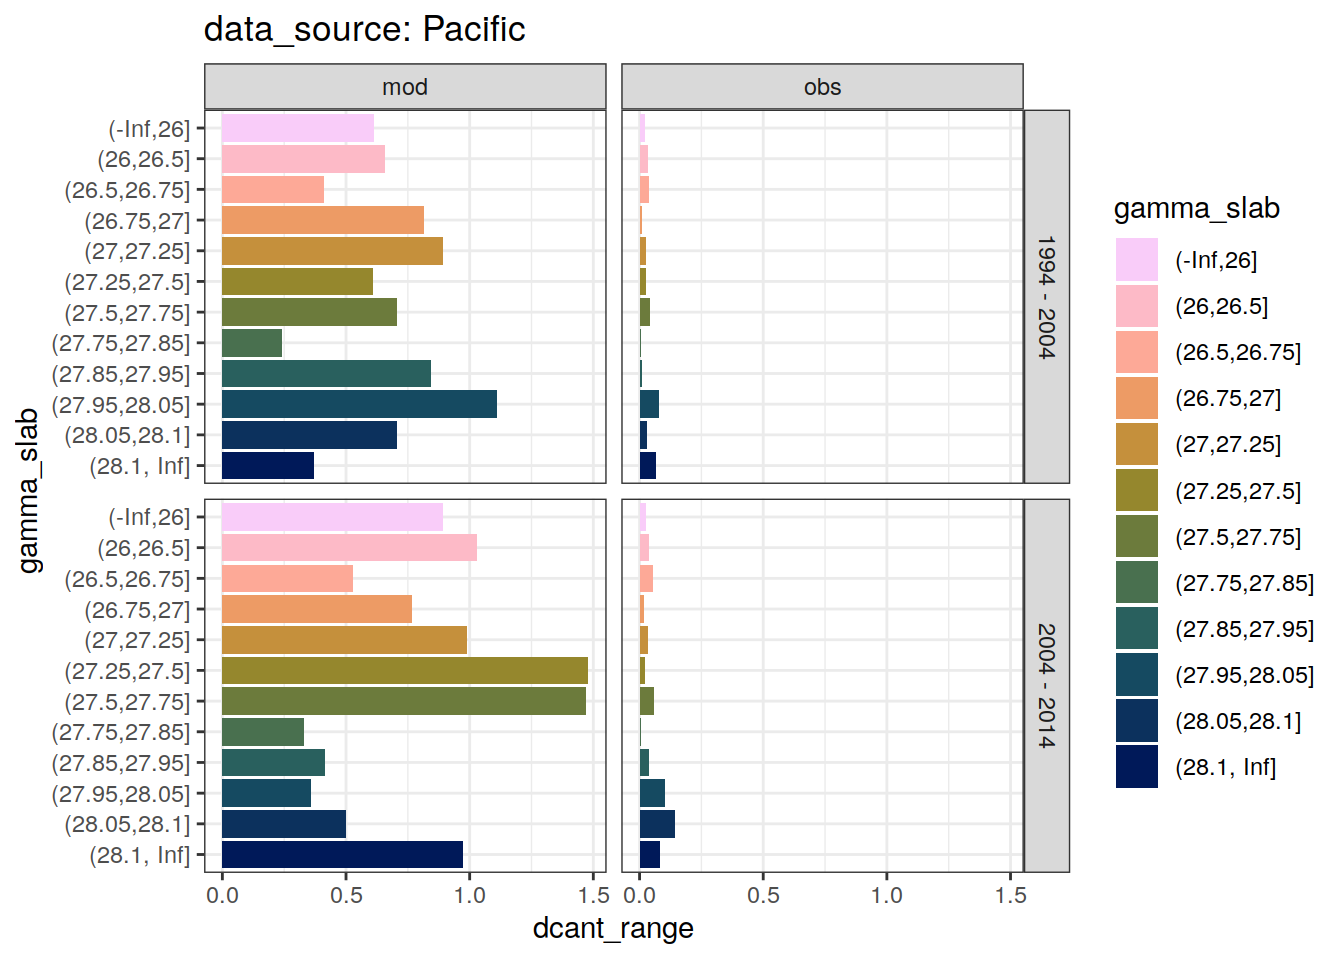 data_source: Pacific
mod
obs
(-Inf,26]
(26,26.5]
(26.5,26.75]
(26.75,27]
(27,27.25]
(27.25,27.5]
(27.5,27.75]
(27.75,27.85]
(27.85,27.95]
(27.95,28.05]
(28.05,28.1]
(28.1, Inf]
1994 - 2004
(-Inf,26]
(26,26.5]
(26.5,26.75]
(26.75,27]
(27,27.25]
(27.25,27.5]
(27.5,27.75]
(27.75,27.85]
(27.85,27.95]
(27.95,28.05]
(28.05,28.1]
(28.1, Inf]
2004 - 2014
gamma_slab
0.0 0.5 1.0 1.5 0.0 0.5 1.0 1.5
dcant_range
gamma_slab
(-Inf,26]
(26,26.5]
(26.5,26.75]
(26.75,27]
(27,27.25]
(27.25,27.5]
(27.5,27.75]
(27.75,27.85]
(27.85,27.95]
(27.95,28.05]
(28.05,28.1]
(28.1, Inf]